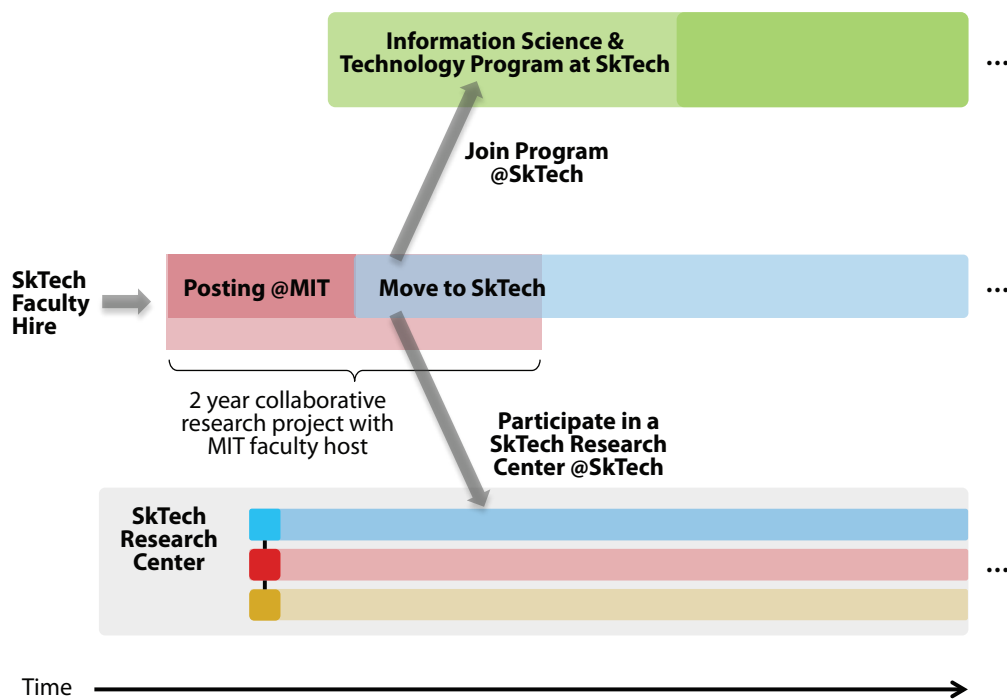 Information Science &
Technology Program at SkTech
...
Join Program
@SkTech
SkTech
Faculty
Hire
Posting @MIT
Move to SkTech
...
2 year collaborative
research project with
MIT faculty host
Participate in a
SkTech Research
Center @SkTech
SkTech
Research
Center
...
Time